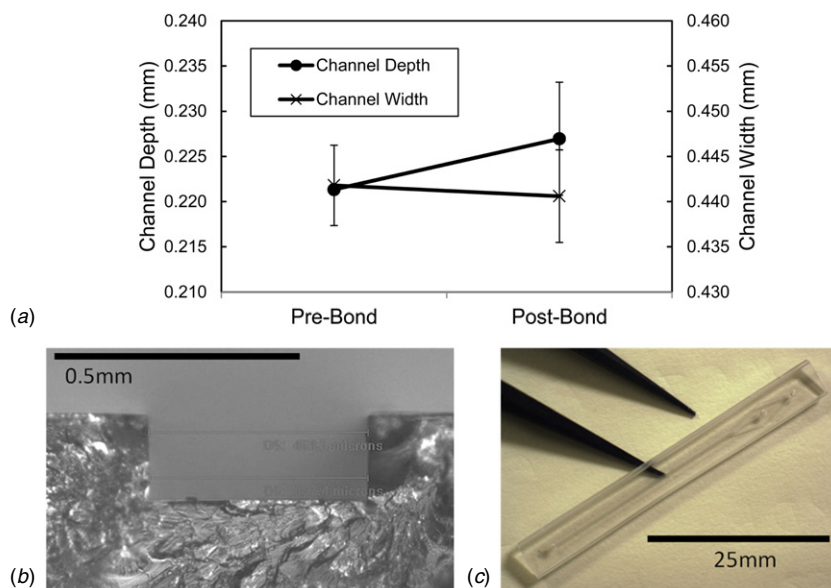 0.240
0.235
0.230
0.225
0.220
0.215
0.210
Channel Depth (mm)
Channel Depth
Channel Width
0.460
0.455
0.450
0.445
0.440
0.435
0.430
Channel Width (mm)
Pre-Bond
Post-Bond
(a)
0.5mm
microns
microns
(b)
25mm
(c)